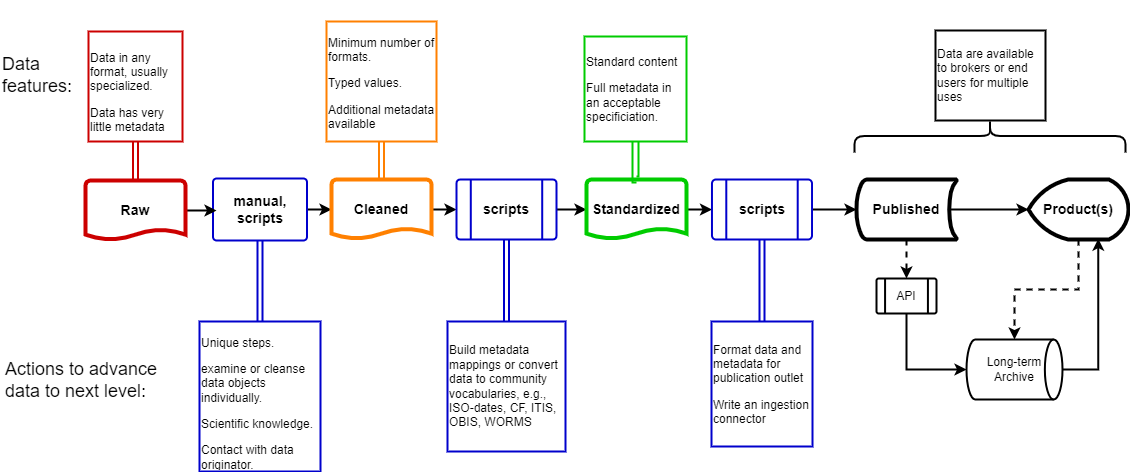 Data
features:
Data in any
format, usually
specialized.
Data has very
little metadata
Minimum number of
formats.
Typed values.
Additional metadata
available
Standard content
Full metadata in
an acceptable
specificiation.
Data are available
to brokers or end
users for multiple
uses
Raw
manual,
scripts
Cleaned
scripts
Standardized
scripts
Published
Product(s)
API
Long-term
Archive
Actions to advance
data to next level:
Unique steps.
examine or cleanse
data objects
individually.
Scientific knowledge.
Contact with data
originator.
Build metadata
mappings or convert
data to community
vocabularies, e.g.,
ISO-dates, CF, ITIS,
OBIS, WORMS
Format data and
metadata for
publication outlet
Write an ingestion
connector